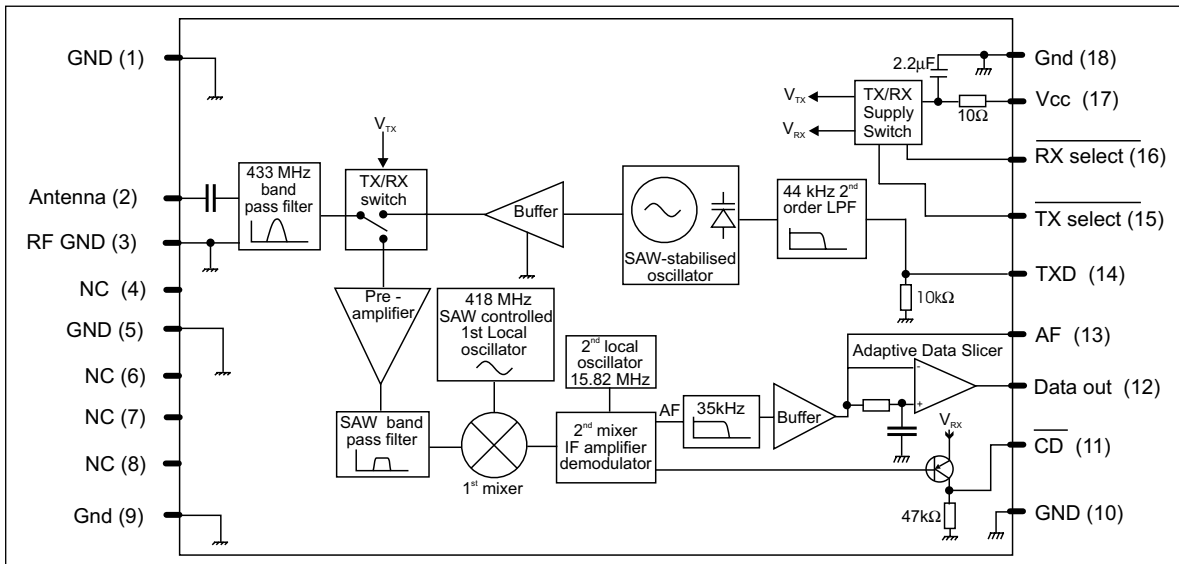 GND (1)
Antenna (2)
RF GND (3)
NC (4)
GND (5)
NC (6)
NC (7)
NC (8)
Gnd (9)
433 MHz
band
pass filter
VTX
TX/RX
switch
Buffer
SAW-stabilised
oscillator
44 kHz 2nd
order LPF
VTX
VRX
TX/RX
Supply
Switch
2.2µF
10Ω
10kΩ
Pre -
amplifier
418 MHz
SAW controlled
1st Local
oscillator
2nd local
oscillator
15.82 MHz
SAW band
pass filter
1st mixer
2nd mixer
IF amplifier
demodulator
AF
35kHz
Buffer
Adaptive Data Slicer
-
+
VRX
47kΩ
Gnd (18)
Vcc (17)
RX select (16)
TX select (15)
TXD (14)
AF (13)
Data out (12)
CD (11)
GND (10)